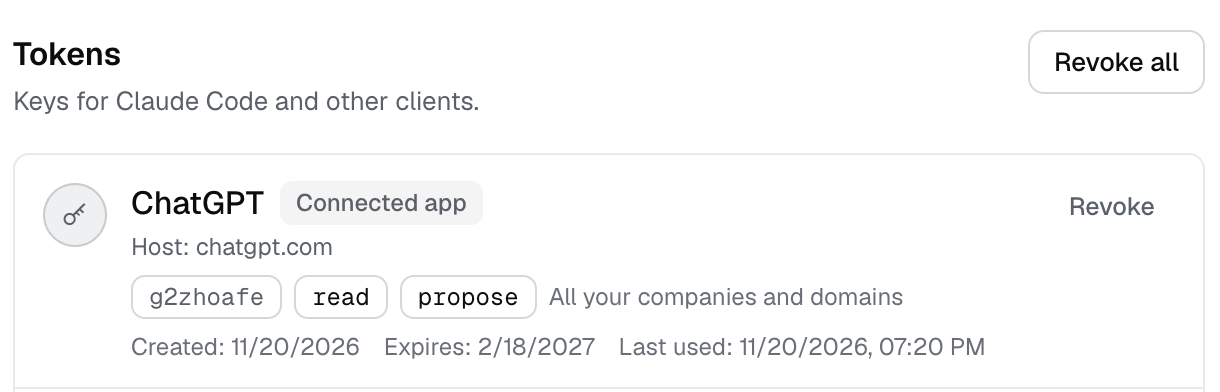 Tokens
Revoke all
Keys for Claude Code and other clients.
ChatGPT Connected app
Revoke
Host: chatgpt.com
g2zhoafe read propose All your companies and domains
Created: 11/20/2026 Expires: 2/18/2027 Last used: 11/20/2026, 07:20 PM